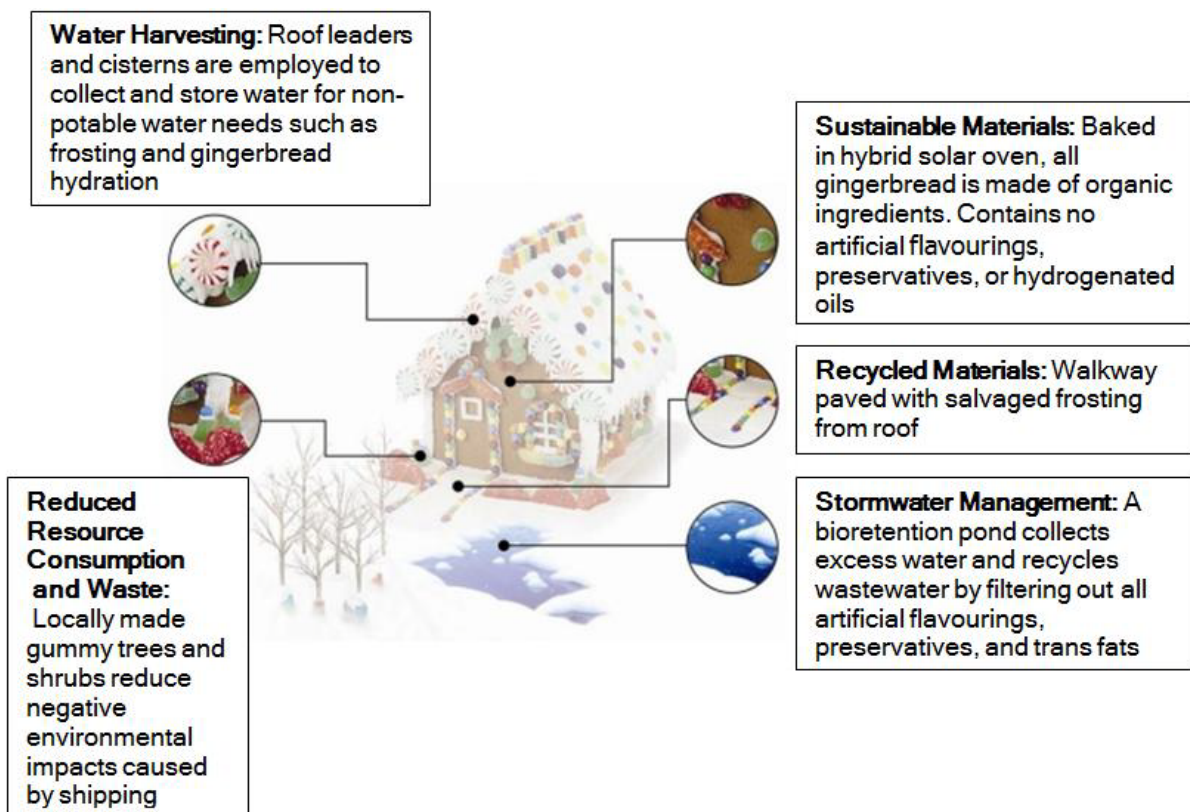 Water Harvesting: Roof leaders
and cisterns are employed to
collect and store water for non-
potable water needs such as
frosting and gingerbread
hydration
Sustainable Materials: Baked
in hybrid solar oven, all
gingerbread is made of organic
ingredients. Contains no
artificial flavourings,
preservatives, or hydrogenated
oils
Recycled Materials: Walkway
paved with salvaged frosting
from roof
Reduced
Resource
Consumption
and Waste:
Locally made
gummy trees and
shrubs reduce
negative
environmental
impacts caused
by shipping
Stormwater Management: A
bioretention pond collects
excess water and recycles
wastewater by filtering out all
artificial flavourings,
preservatives, and trans fats